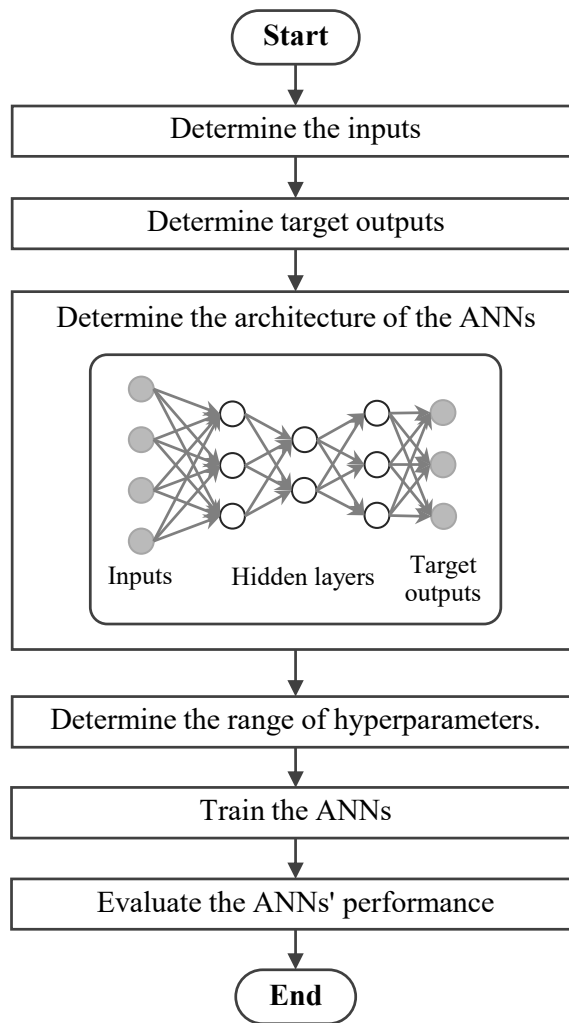 Start
Determine the inputs
Determine target outputs
Determine the architecture of the ANNs
Inputs
Hidden layers
Target
outputs
Determine the range of hyperparameters.
Train the ANNs
Evaluate the ANNs' performance
End